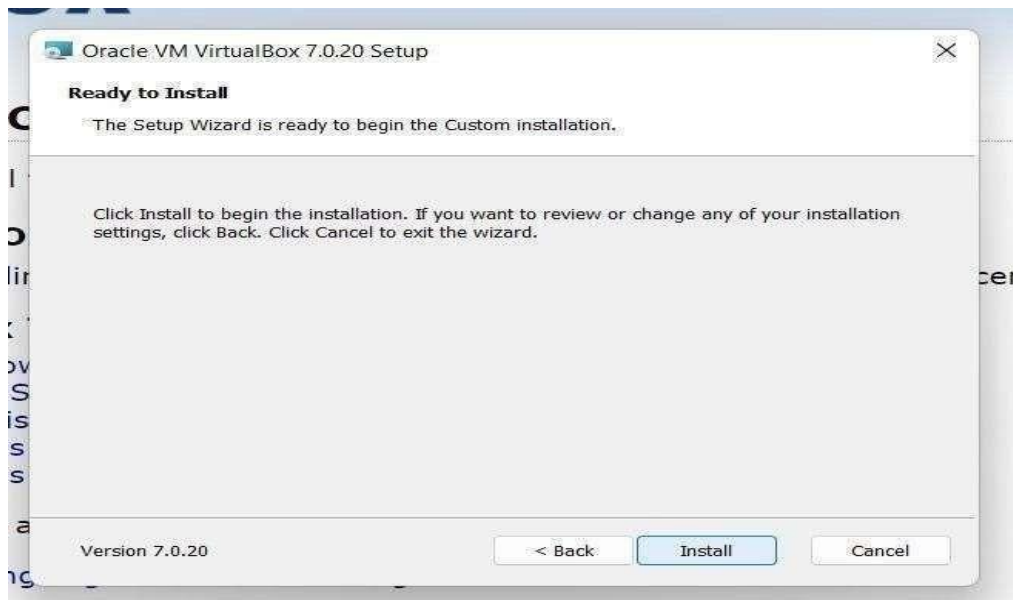 Oracle VM VirtualBox 7.0.20 Setup
Ready to Install
The Setup Wizard is ready to begin the Custom installation.
Click Install to begin the installation. If you want to review or change any of your installation
settings, click Back. Click Cancel to exit the wizard.
Version 7.0.20
< Back
Install
Cancel